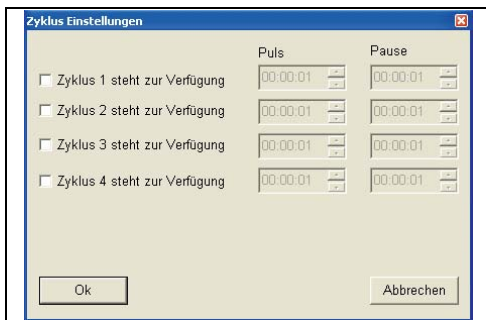 Zyklus Einstellungen
Puls Pause
Zyklus 1 steht zur Verfügung 00:00:01 00:00:01
Zyklus 2 steht zur Verfügung 00:00:01 00:00:01
Zyklus 3 steht zur Verfügung 00:00:01 00:00:01
Zyklus 4 steht zur Verfügung 00:00:01 00:00:01
Ok Abbrechen